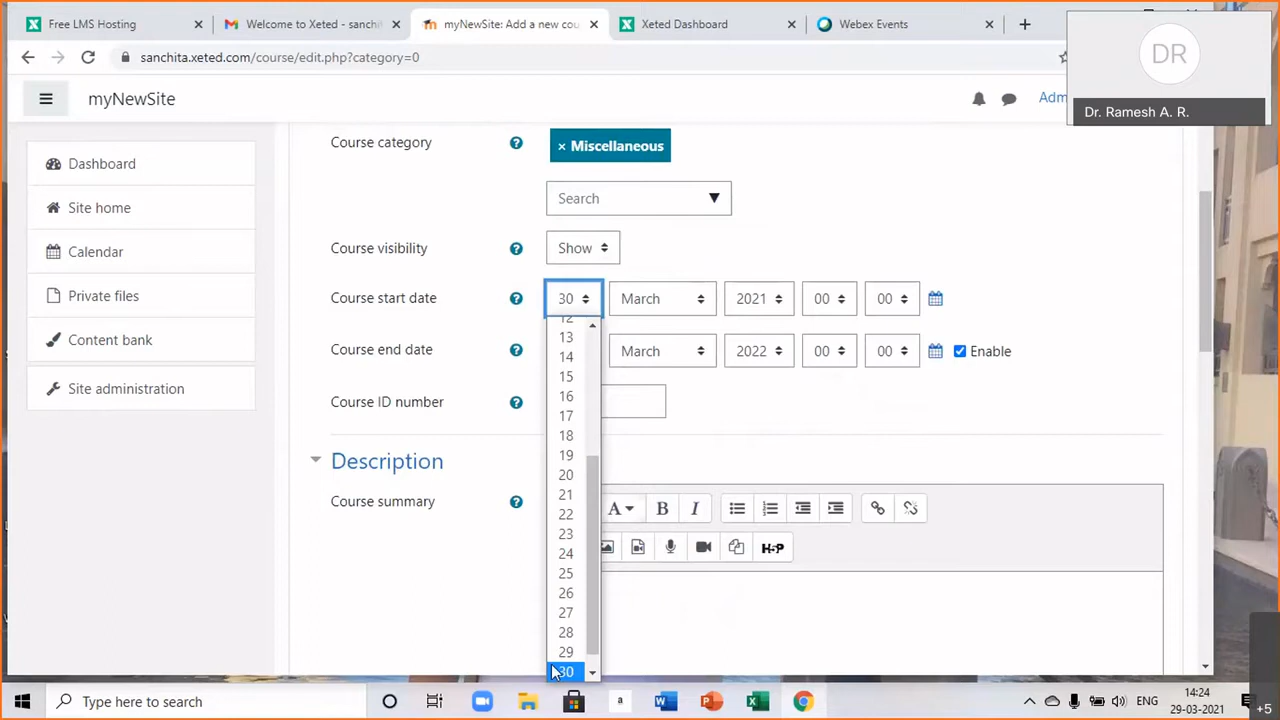 Free LMS Hosting
Welcome to Xeted - sanchit
myNewSite: Add a new cou
Xeted Dashboard
Webex Events
sanchita.xeted.com/course/edit.php?category=0
DR
Dr. Ramesh A. R.
myNewSite
Adm
Dashboard
Site home
Calendar
Private files
Content bank
Site administration
Course category
× Miscellaneous
Search
Course visibility
Show
Course start date
30 March 2021 00 00
12
13
14
15
16
17
18
19
20
21
22
23
24
25
26
27
28
29
30
Course end date
March 2022 00 00 Enable
Course ID number
Description
Course summary
A B I
H-P
Type here to search
a
ENG
14:24
29-03-2021
+5